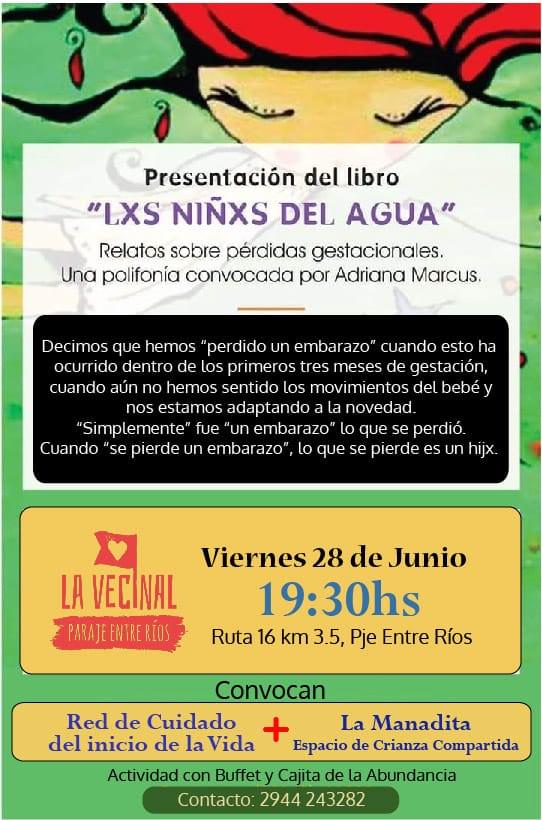 Presentación del libro
“LXS NIÑXS DEL AGUA”
Relatos sobre pérdidas gestacionales.
Una polifonía convocada por Adriana Marcus.
Decimos que hemos “perdido un embarazo” cuando esto ha
ocurrido dentro de los primeros tres meses de gestación,
cuando aún no hemos sentido los movimientos del bebé y
nos estamos adaptando a la novedad.
“Simplemente” fue “un embarazo” lo que se perdió.
Cuando “se pierde un embarazo”, lo que se pierde es un hijx.
LA VECINAL
PARAJE ENTRE RÍOS
Viernes 28 de Junio
19:30hs
Ruta 16 km 3.5, Pje Entre Ríos
Convocan
Red de Cuidado
del inicio de la Vida
+
La Manadita
Espacio de Crianza Compartida
Actividad con Buffet y Cajita de la Abundancia
Contacto: 2944 243282